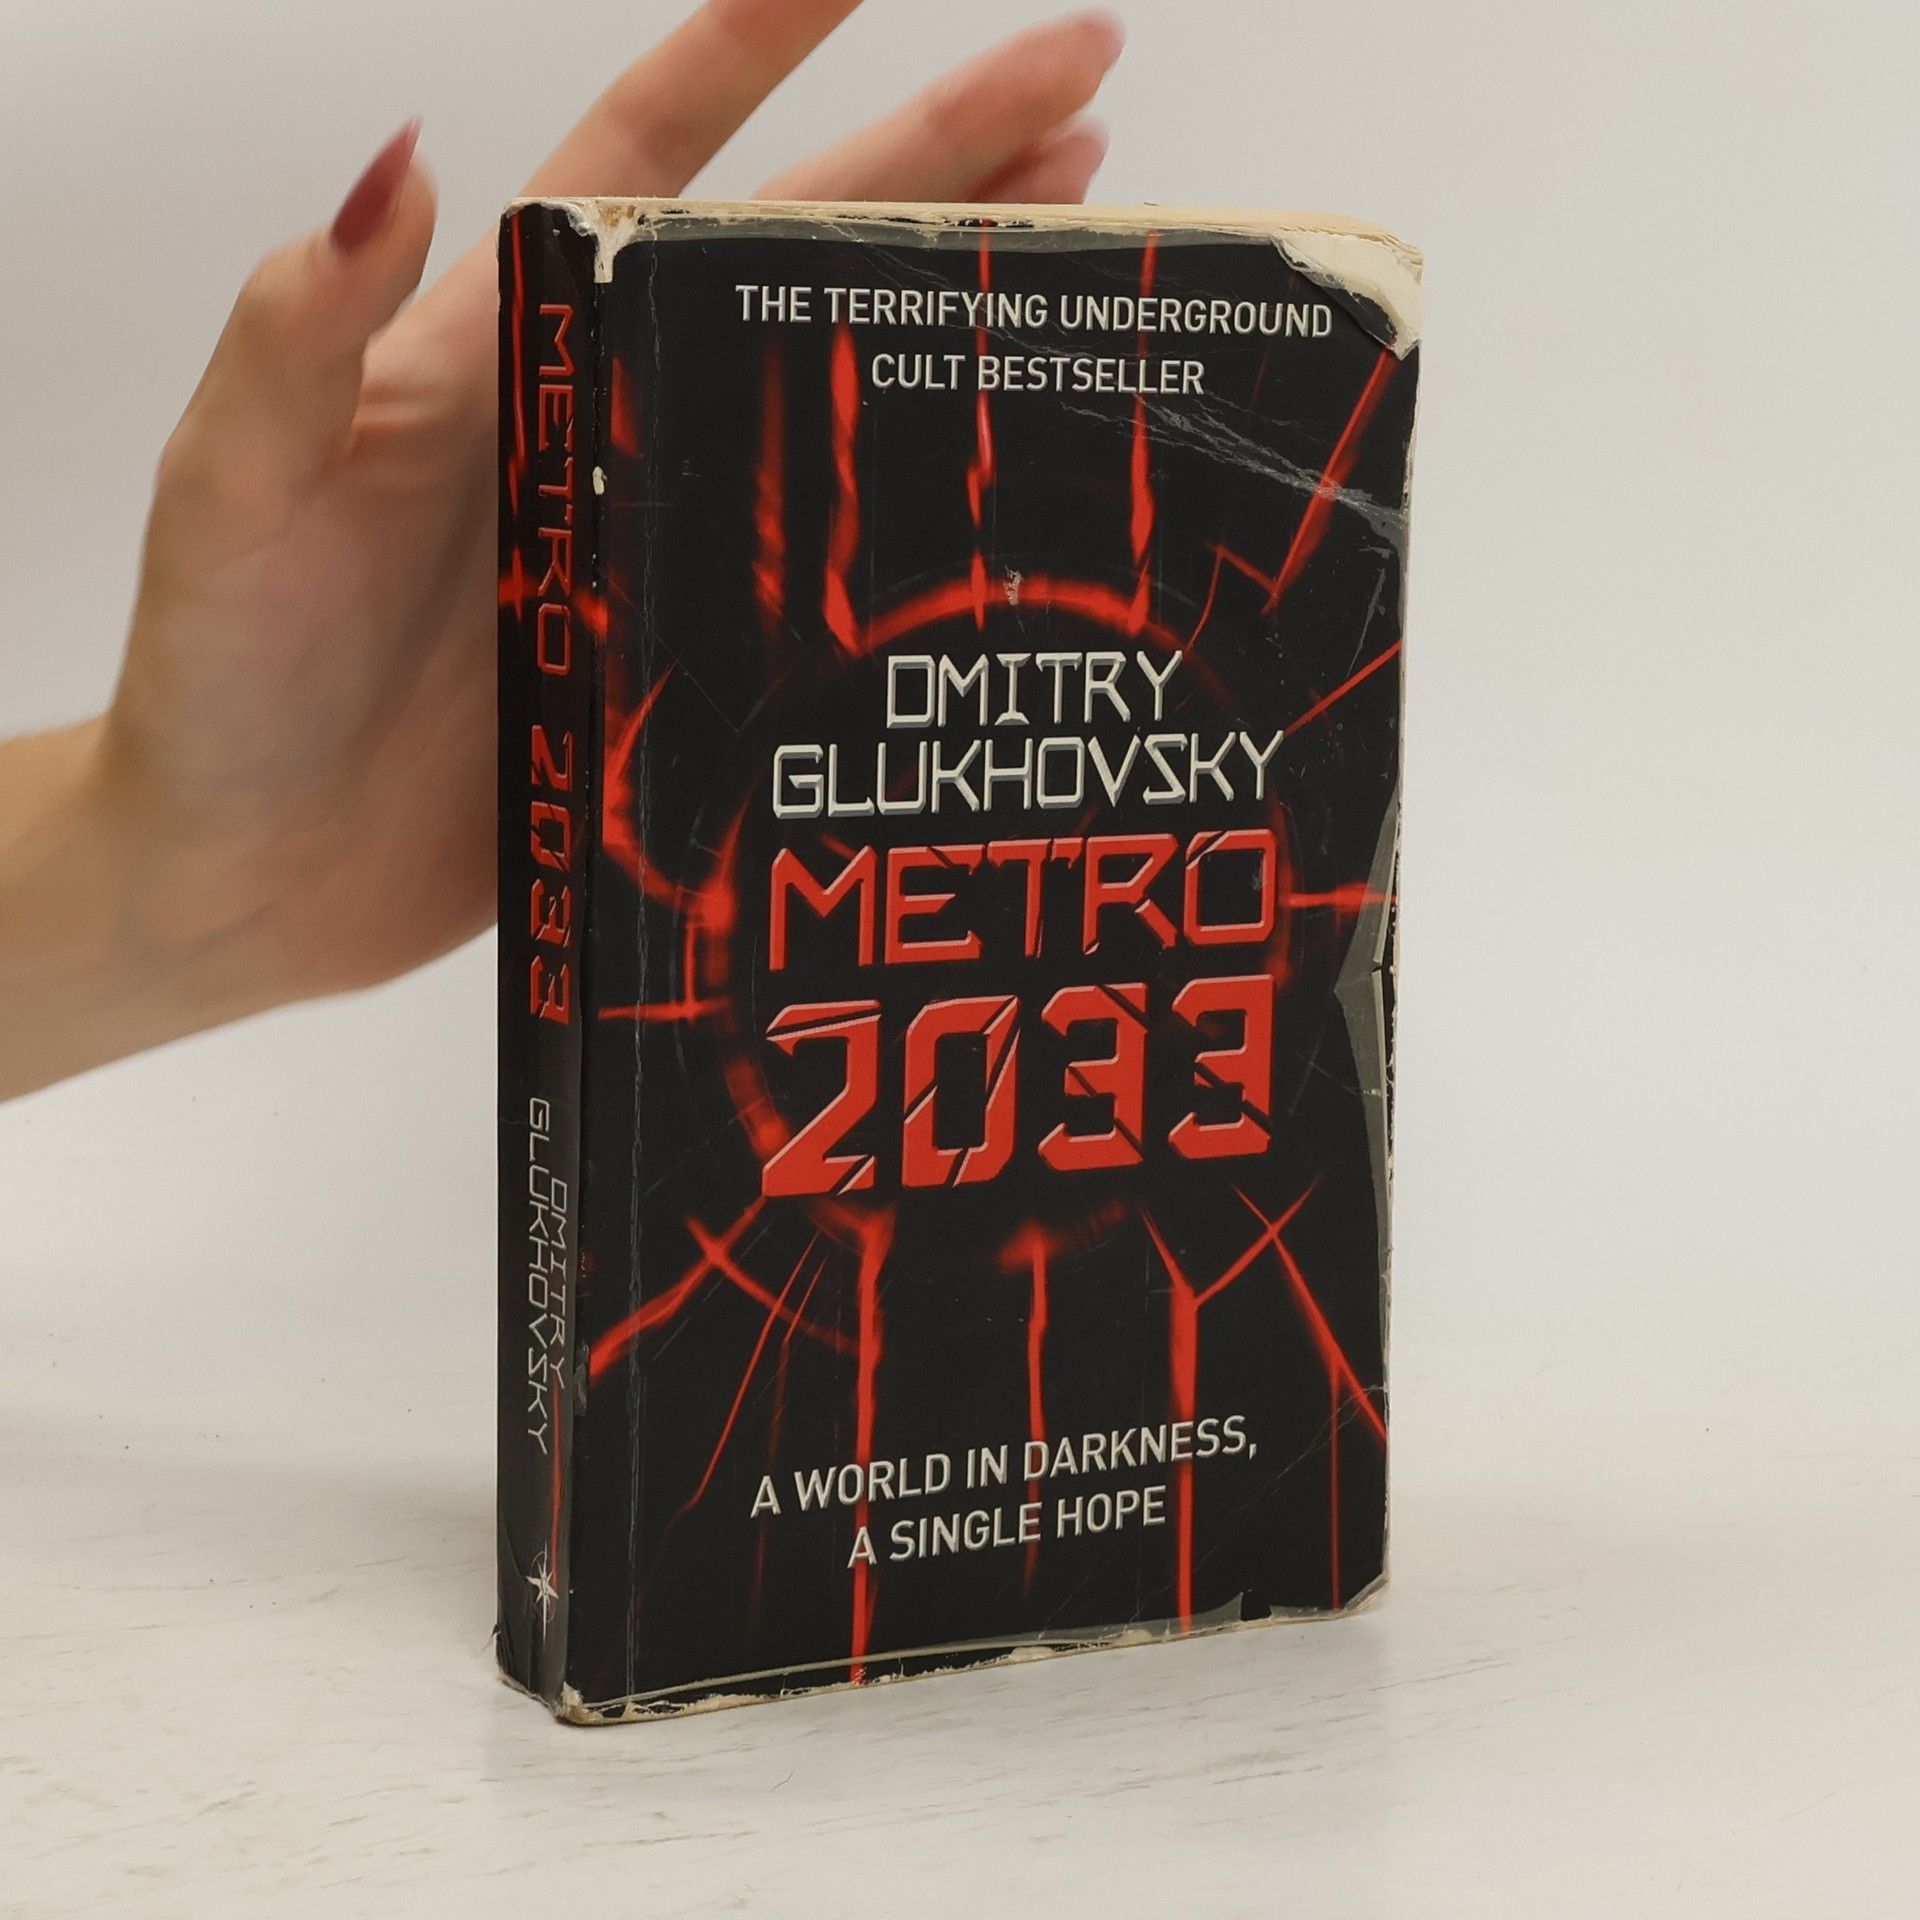 THE TERRIFYING UNDERGROUND
CULT BESTSELLER
DMITRY
GLUKHOVSKY
METRO
2033
A WORLD IN DARKNESS,
A SINGLE HOPE
METRO 2033
DMITRY
GLUKHOVSKY